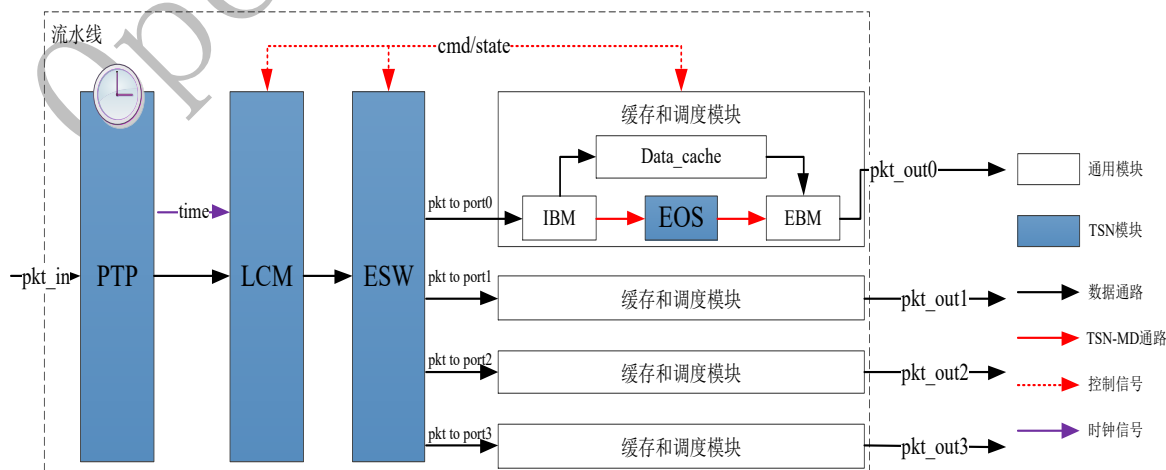 流水线
cmd/state
缓存和调度模块
Data_cache
pkt_out0
通用模块
pkt to port0
IBM
EOS
EBM
time
TSN模块
pkt_in
PTP
LCM
ESW
pkt to port1
缓存和调度模块
pkt_out1
数据通路
TSN-MD通路
pkt to port2
缓存和调度模块
pkt_out2
控制信号
时钟信号
pkt to port3
缓存和调度模块
pkt_out3
Ope